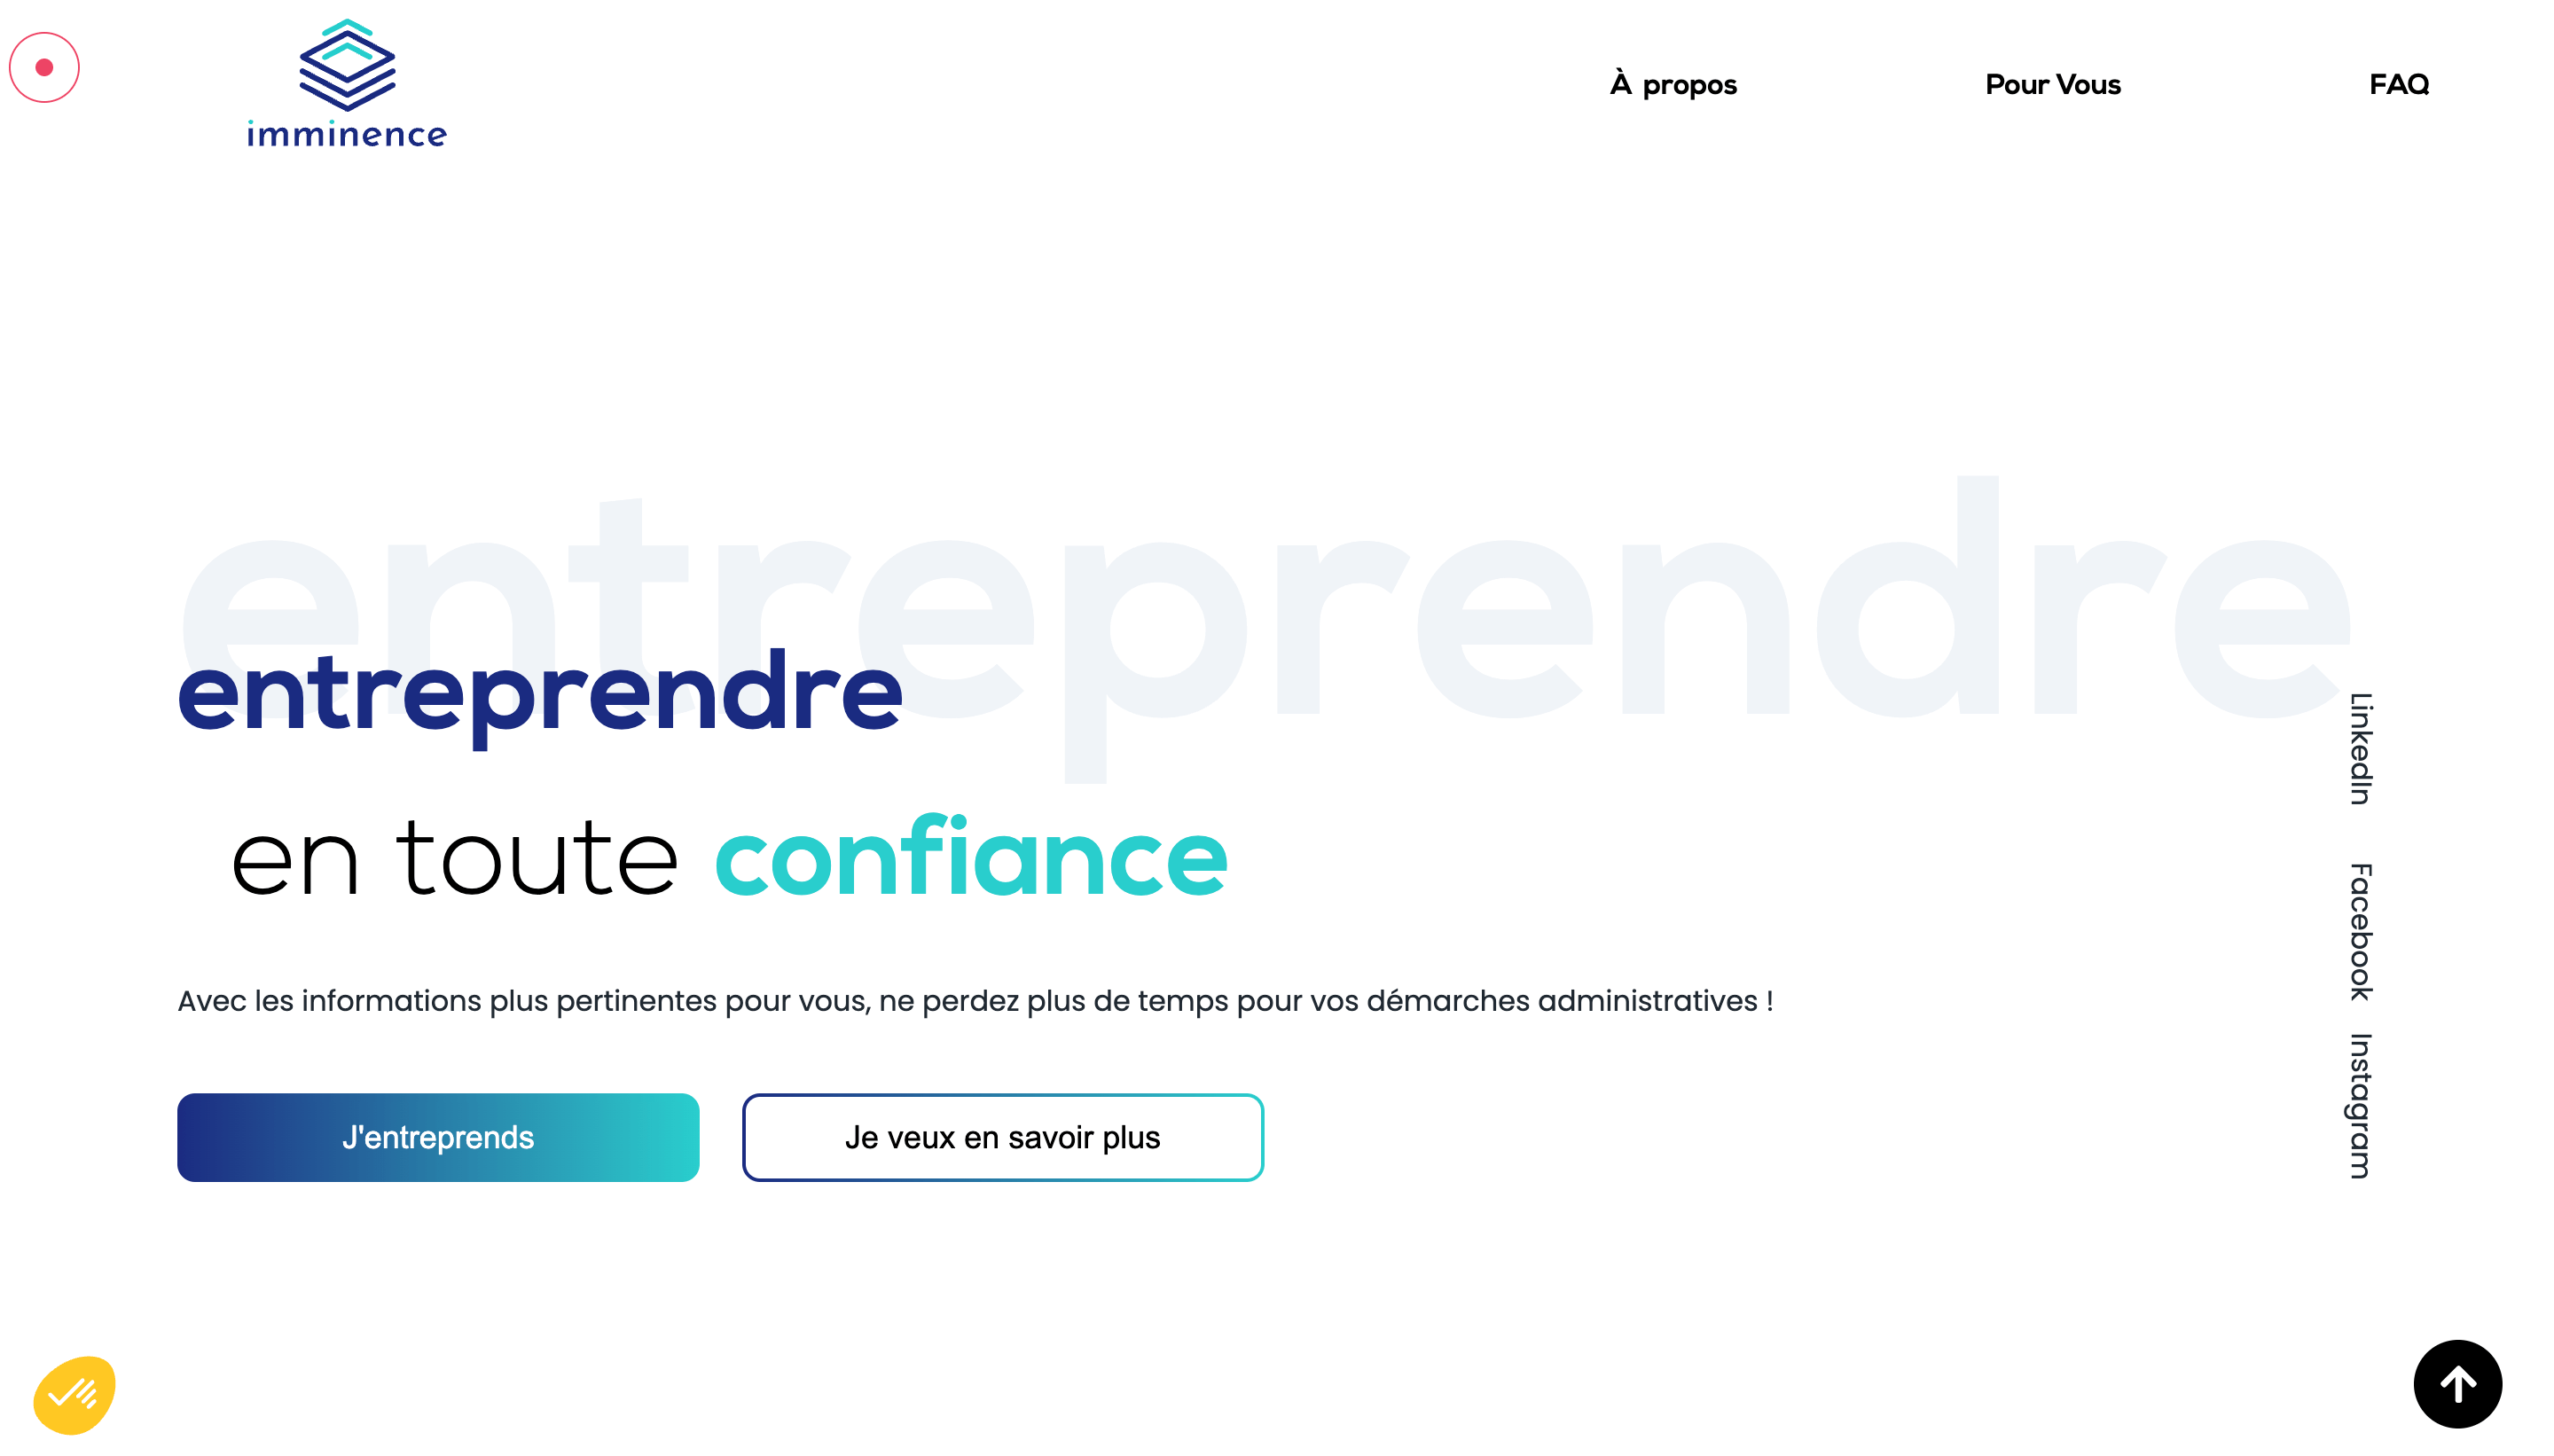 imminence
À propos
Pour Vous
FAQ
entreprendre
entreprendre
en toute confiance
Avec les informations plus pertinentes pour vous, ne perdez plus de temps pour vos démarches administratives !
J'entreprends
Je veux en savoir plus
LinkedIn
Facebook
Instagram